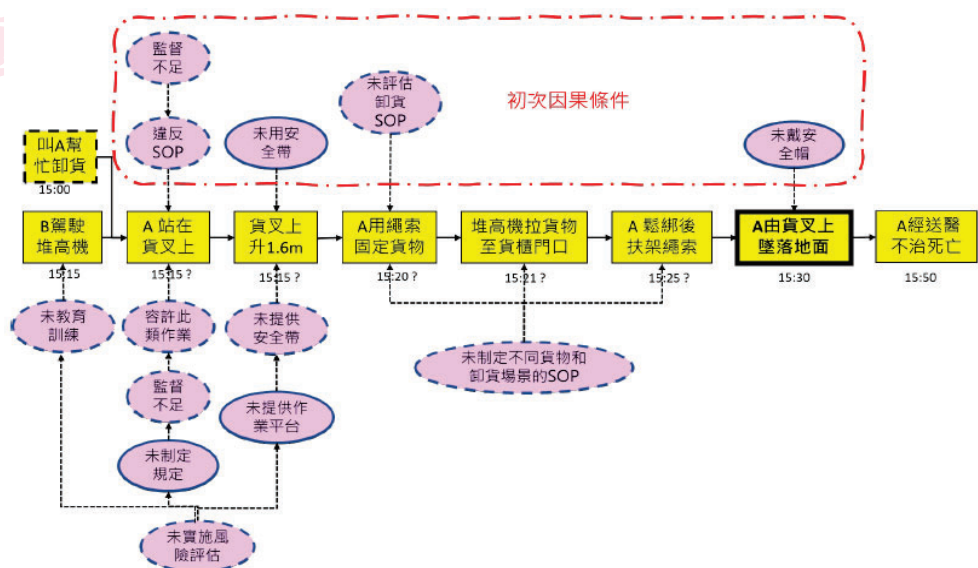 監督
不足
未評估
卸貨
SOP
初次因果條件
違反
SOP
未用安
全帶
未戴安
全帽
叫A幫
忙卸貨
15:00
B駕駛
堆高機
A 站在
貨叉上
貨叉上
升1.6m
A用繩索
固定貨物
堆高機拉貨物
至貨櫃門口
A 鬆綁後
扶架繩索
A由貨叉上
墜落地面
A經送醫
不治死亡
15:15
15:15 ?
15:15 ?
15:20 ?
15:21 ?
15:25 ?
15:30
15:50
未教育
訓練
容許此
類作業
未提供
安全帶
未制定不同貨物和
卸貨場景的SOP
監督
不足
未提供作
業平台
未制定
規定
未實施風
險評估